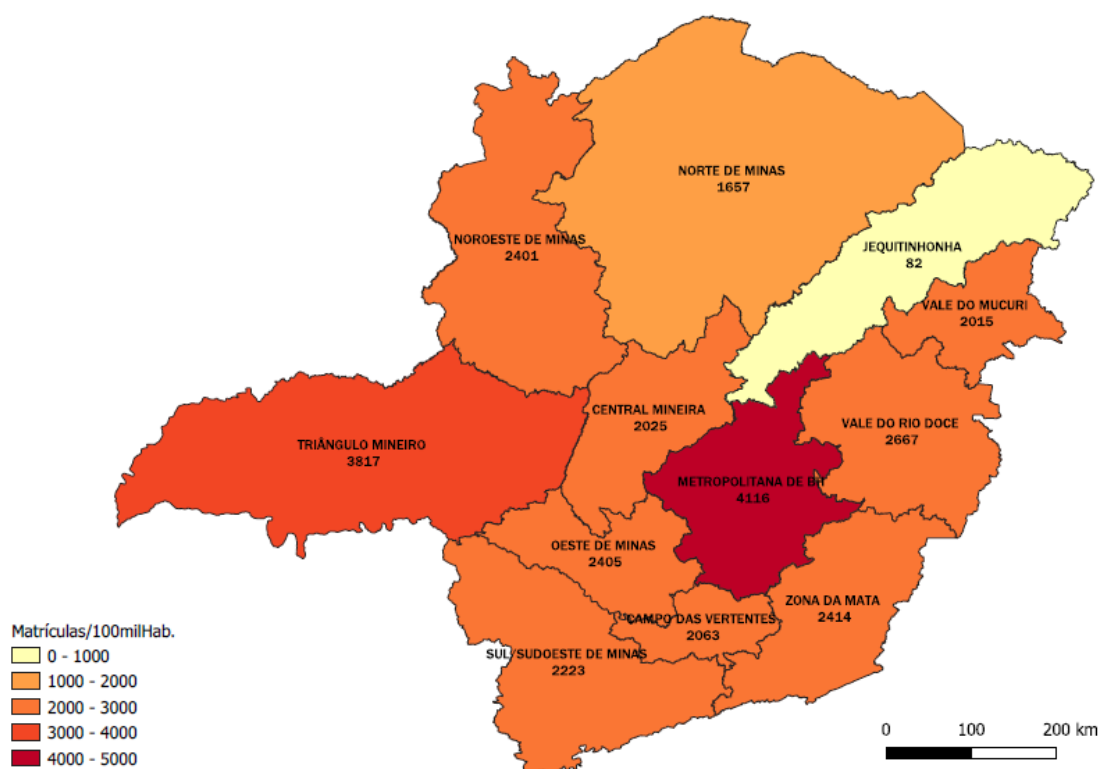 NORTE DE MINAS
1657
JEQUITINHONHA
82
NOROESTE DE MINAS
2401
VALE DO MUCURI
2015
CENTRAL MINEIRA
2025
VALE DO RIO DOCE
2667
TRIÂNGULO MINEIRO
3817
METROPOLITANA DE BH
4116
OESTE DE MINAS
2405
ZONA DA MATA
2414
CAMPO DAS VERTENTES
2063
SUL/SUDOESTE DE MINAS
2223
Matrículas/100milHab.
0 - 1000
1000 - 2000
2000 - 3000
3000 - 4000
4000 - 5000
0 100 200 km